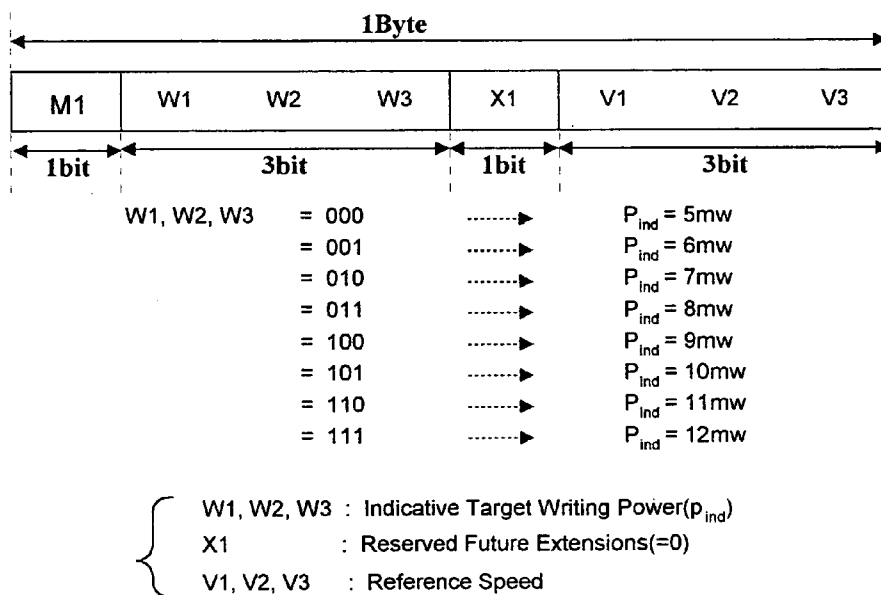 1Byte
M1 W1 W2 W3 X1 V1 V2 V3
1bit 3bit 1bit 3bit
W1, W2, W3 = 000 P_ind = 5mw
= 001 P_ind = 6mw
= 010 P_ind = 7mw
= 011 P_ind = 8mw
= 100 P_ind = 9mw
= 101 P_ind = 10mw
= 110 P_ind = 11mw
= 111 P_ind = 12mw
W1, W2, W3 : Indicative Target Writing Power(p_ind)
X1 : Reserved Future Extensions(=0)
V1, V2, V3 : Reference Speed